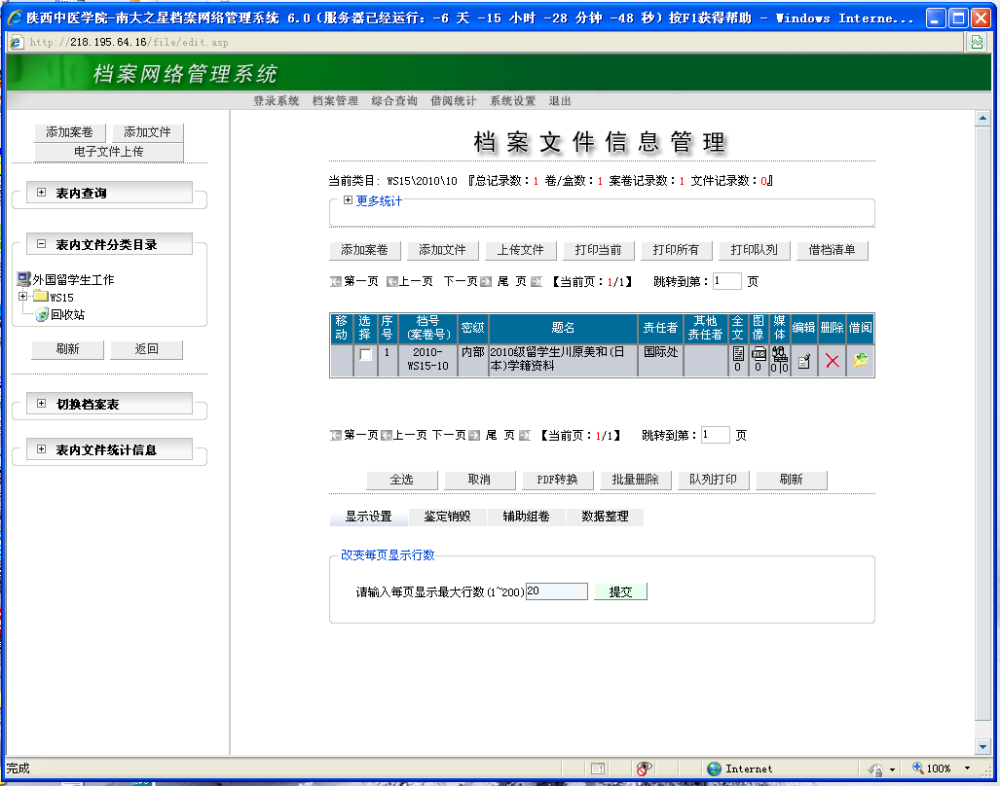 陕西中医学院-南大之星档案网络管理系统 6.0（服务器已经运行: -6 天 -15 小时 -28 分钟 -48 秒）按F1获得帮助 - Windows Interne...
http://218.195.64.16/file/edit.asp
档案网络管理系统
登录系统 档案管理 综合查询 借阅统计 系统设置 退出
添加案卷 添加文件
电子文件上传
表内查询
表内文件分类目录
外国留学生工作
WS15
回收站
刷新 返回
切换档案表
表内文件统计信息
档案文件信息管理
当前类目: WS15\2010\10 『总记录数：1 卷/盒数：1 案卷记录数：1 文件记录数：0』
更多统计
添加案卷 添加文件 上传文件 打印当前 打印所有 打印队列 借档清单
第一页 上一页 下一页 尾 页 【当前页：1/1】 跳转到第： 1 页
移动 选择 序号 档号（案卷号） 密级 题名 责任者 其他责任者 全文 图像 媒体 编辑 删除 借阅
1 2010-WS15-10 内部 2010级留学生川原美和(日本)学籍资料 国际处 0 0 0|0
第一页 上一页 下一页 尾 页 【当前页：1/1】 跳转到第： 1 页
全选 取消 PDF转换 批量删除 队列打印 刷新
显示设置 鉴定销毁 辅助组卷 数据整理
改变每页显示行数
请输入每页显示最大行数(1~200) 20 提交
完成 Internet 100%